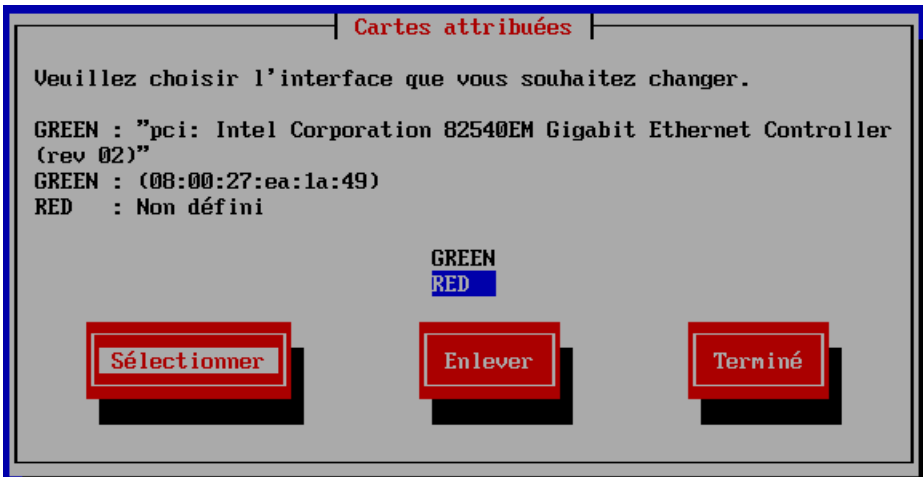 Cartes attribuées
Veuillez choisir l'interface que vous souhaitez changer.
GREEN : "pci: Intel Corporation 82540EM Gigabit Ethernet Controller
(rev 02)"
GREEN : (08:00:27:ea:1a:49)
RED : Non défini
GREEN
RED
Sélectionner Enlever Terminé